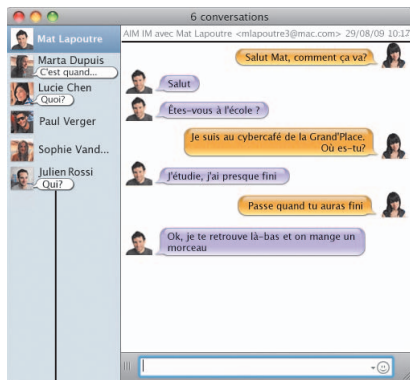 6 conversations
Mat Lapoutre
Marta Dupuis
C'est quand...
Lucie Chen
Quoi?
Paul Verger
Sophie Vand...
Julien Rossi
Qui?
AIM IM avec Mat Lapoutre <mlapoutre3@mac.com> 29/08/09 10:17
Salut Mat, comment ça va?
Salut
Êtes-vous à l'école ?
Je suis au cybercafé de la Grand'Place.
Où es-tu?
J'étudie, j'ai presque fini
Passe quand tu auras fini
Ok, je te retrouve là-bas et on mange un
morceau